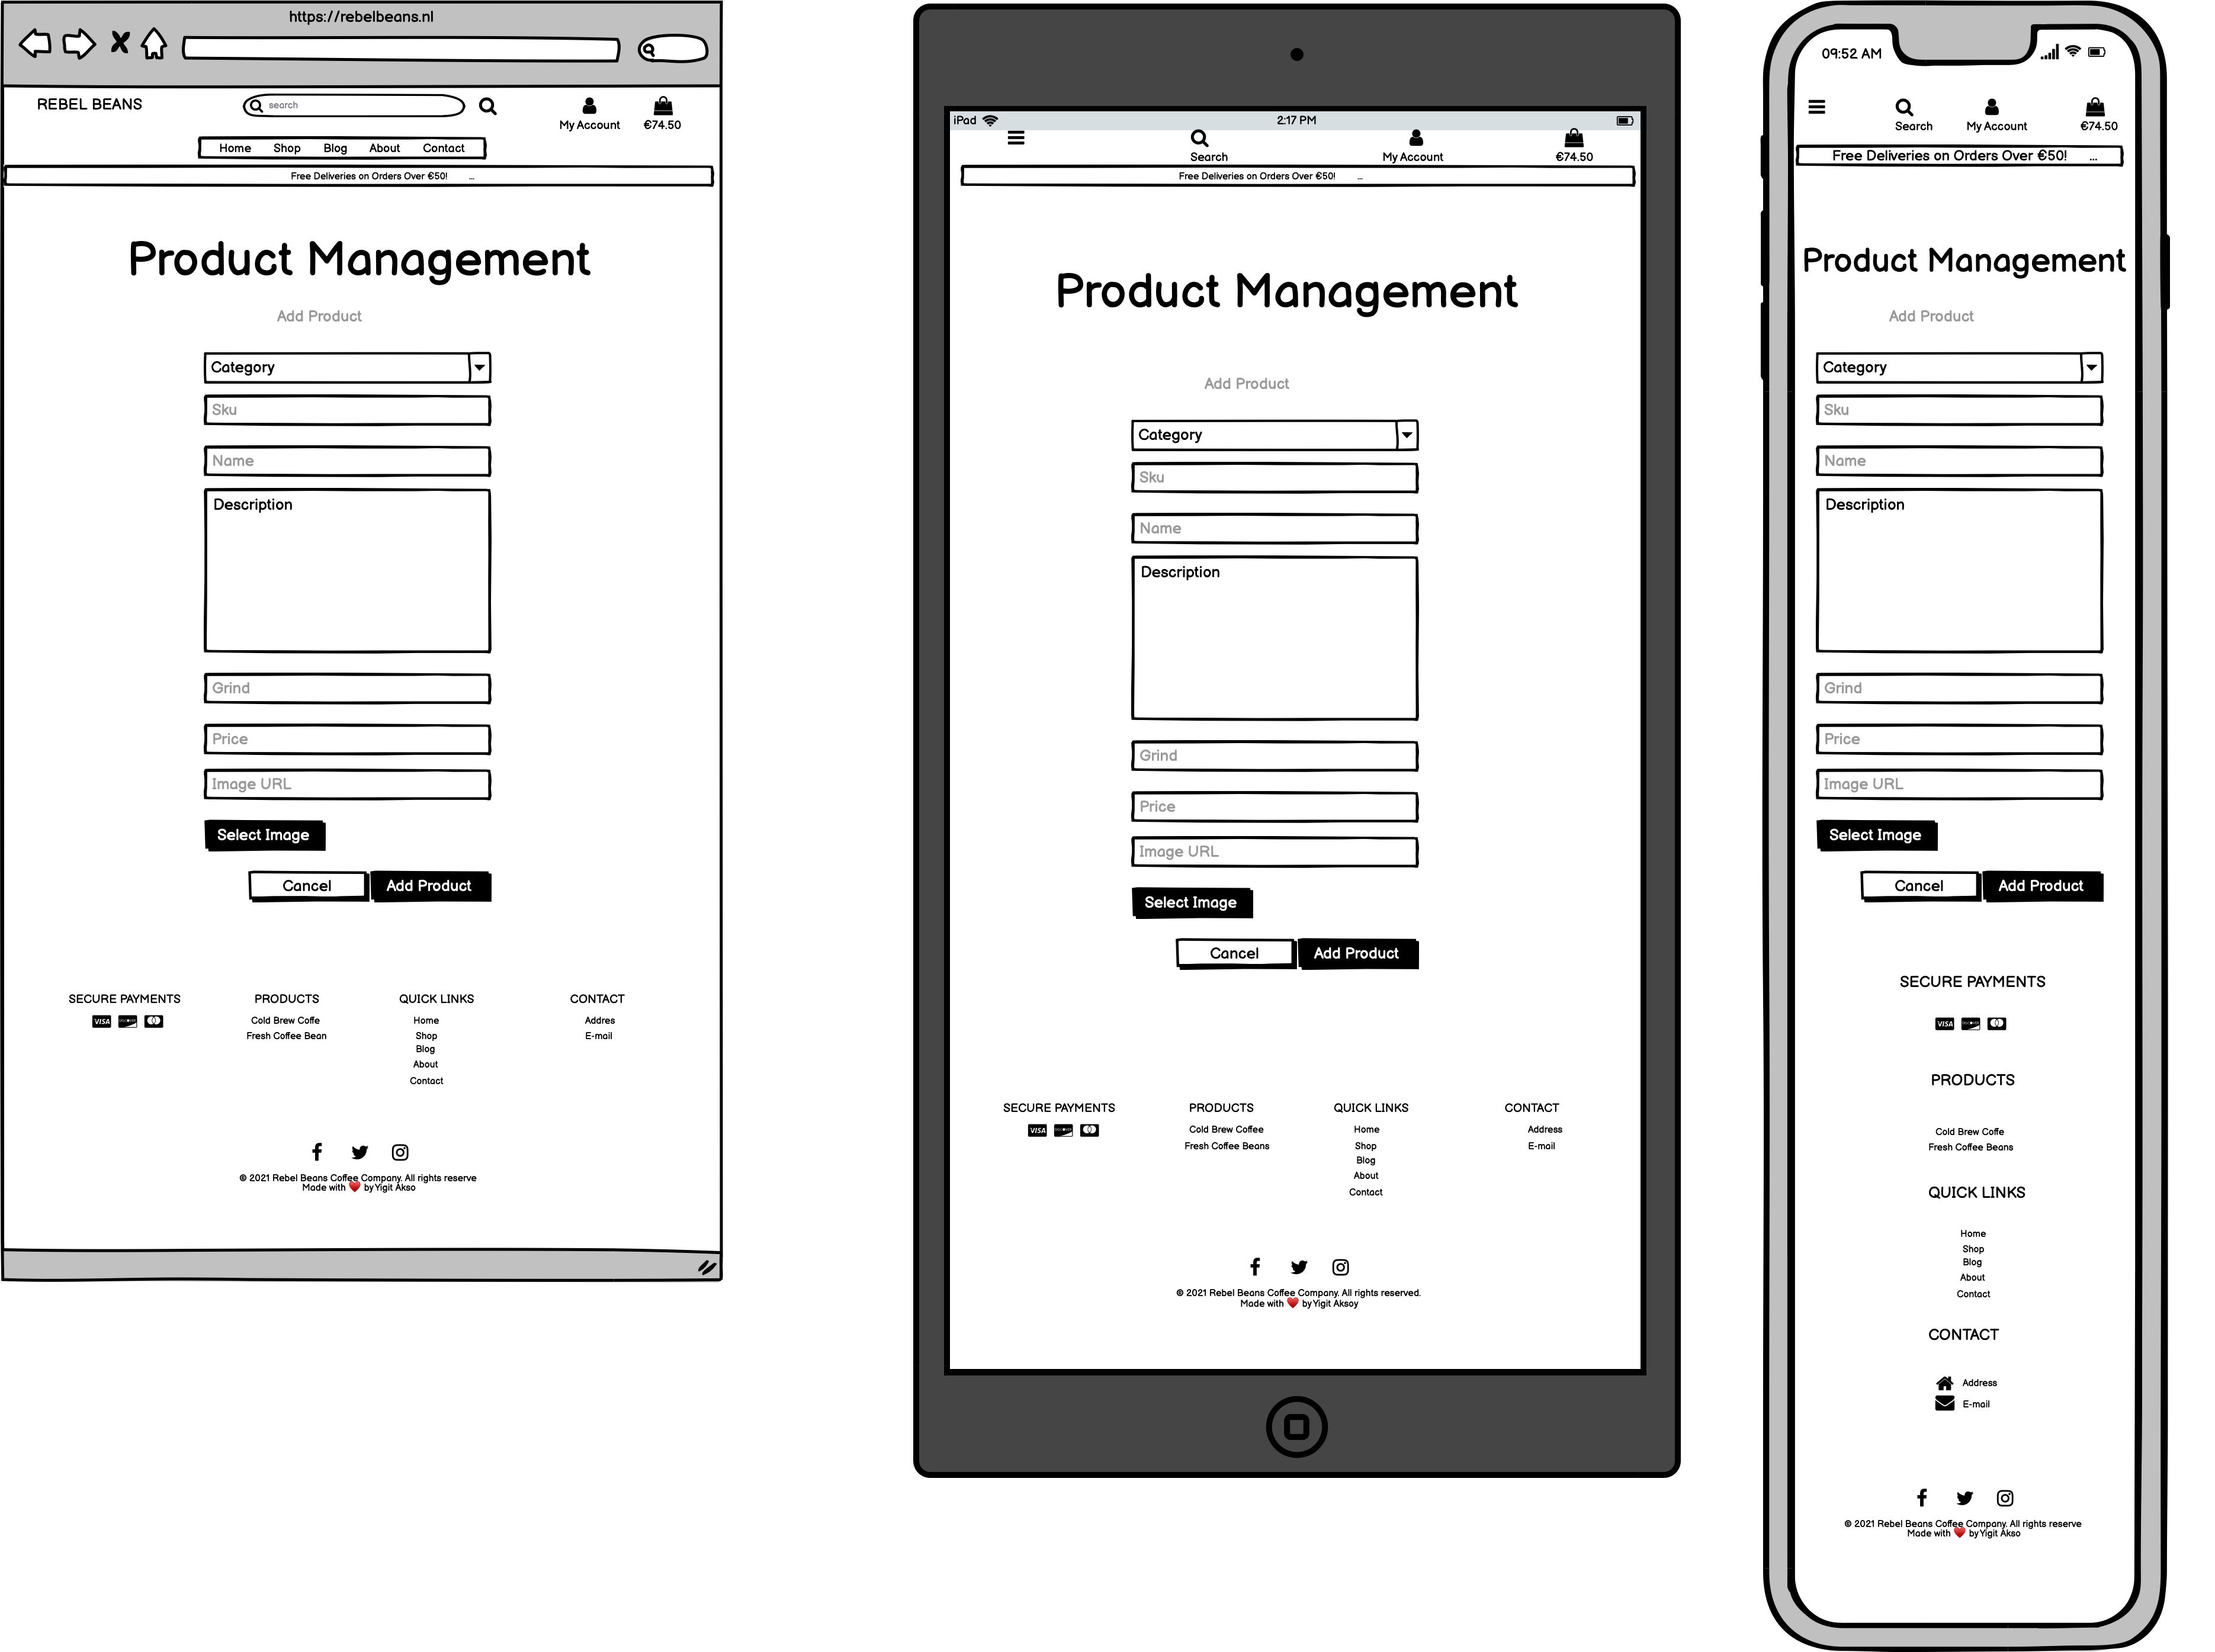 https://rebelbeans.nl
REBEL BEANS
search
My Account
€74.50
Home Shop Blog About Contact
Free Deliveries on Orders Over €50! ...
Product Management
Add Product
Category
Sku
Name
Description
Grind
Price
Image URL
Select Image
Cancel Add Product
SECURE PAYMENTS PRODUCTS QUICK LINKS CONTACT
VISA DISCOVER Cold Brew Coffe Home Addres
Fresh Coffee Bean Shop E-mail
Blog
About
Contact
© 2021 Rebel Beans Coffee Company. All rights reserve
Made with ❤️ by Yigit Akso
iPad 2:17 PM
Search My Account €74.50
Free Deliveries on Orders Over €50! ...
Product Management
Add Product
Category
Sku
Name
Description
Grind
Price
Image URL
Select Image
Cancel Add Product
SECURE PAYMENTS PRODUCTS QUICK LINKS CONTACT
VISA DISCOVER Cold Brew Coffee Home Address
Fresh Coffee Beans Shop E-mail
Blog
About
Contact
© 2021 Rebel Beans Coffee Company. All rights reserved.
Made with ❤️ by Yigit Aksoy
09:52 AM
Search My Account €74.50
Free Deliveries on Orders Over €50! ...
Product Management
Add Product
Category
Sku
Name
Description
Grind
Price
Image URL
Select Image
Cancel Add Product
SECURE PAYMENTS
VISA DISCOVER
PRODUCTS
Cold Brew Coffe
Fresh Coffee Beans
QUICK LINKS
Home
Shop
Blog
About
Contact
CONTACT
Address
E-mail
© 2021 Rebel Beans Coffee Company. All rights reserve
Made with ❤️ by Yigit Akso